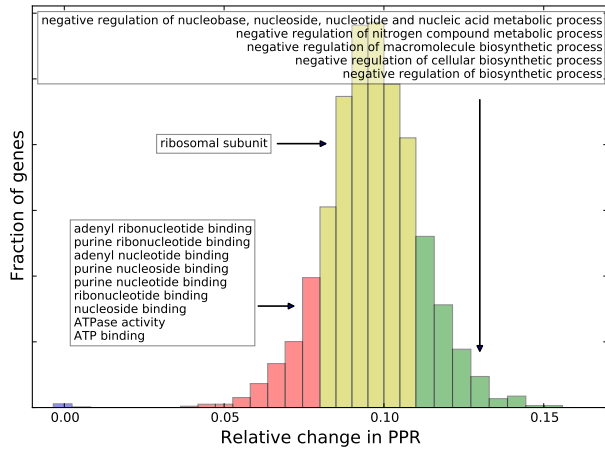 negative regulation of nucleobase, nucleoside, nucleotide and nucleic acid metabolic process
negative regulation of nitrogen compound metabolic process
negative regulation of macromolecule biosynthetic process
negative regulation of cellular biosynthetic process
negative regulation of biosynthetic process
ribosomal subunit
adenyl ribonucleotide binding
purine ribonucleotide binding
adenyl nucleotide binding
purine nucleoside binding
purine nucleotide binding
ribonucleotide binding
nucleoside binding
ATPase activity
ATP binding
Fraction of genes
0.00 0.05 0.10 0.15
Relative change in PPR